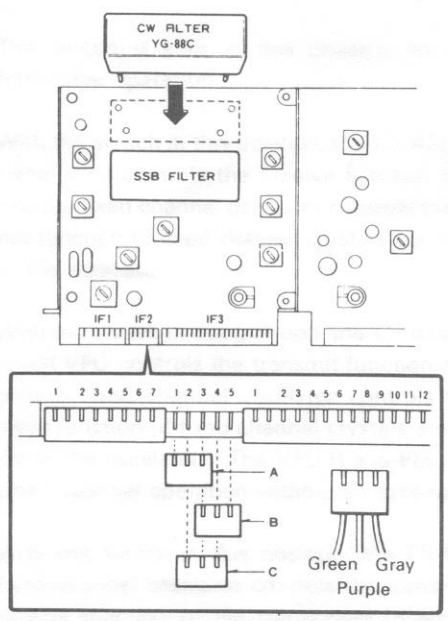 CW FILTER
YG-88C
SSB FILTER
IF1 IF2 IF3
1 2 3 4 5 6 7 1 2 3 4 5 1 2 3 4 5 6 7 8 9 10 11 12
A
B
C
Green Gray
Purple